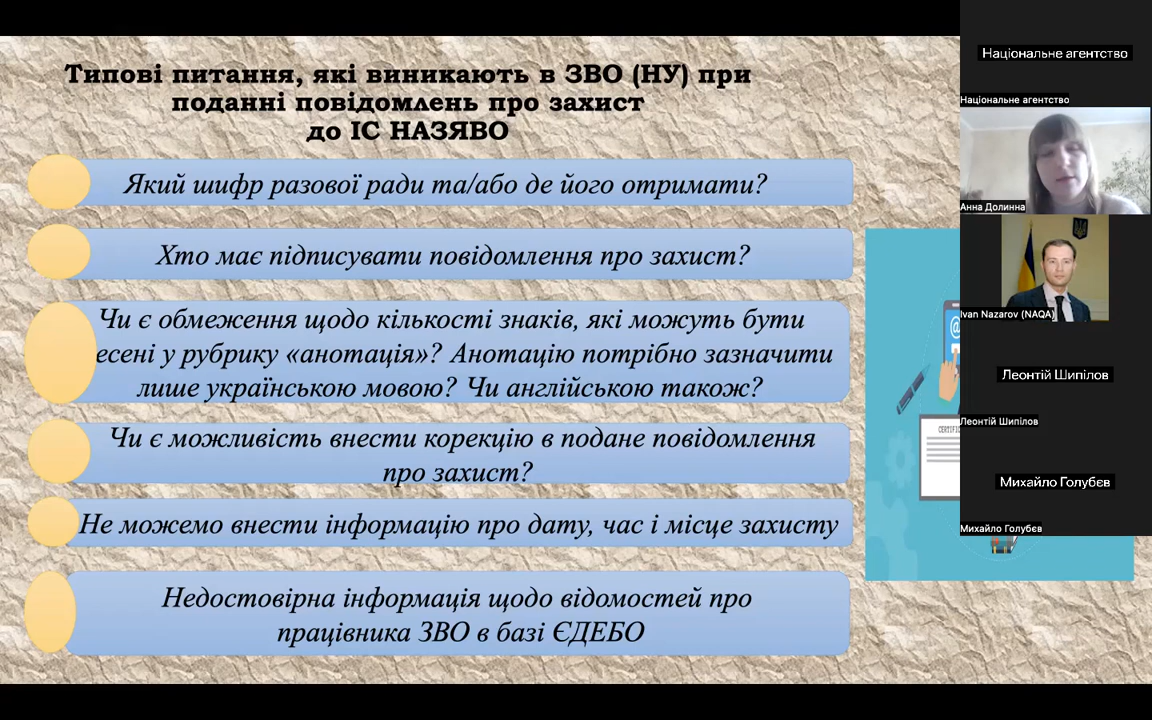 Типові питання, які виникають в ЗВО (НУ) при
поданні повідомлень про захист
до ІС НАЗЯВО
Який шифр разової ради та/або де його отримати?
Хто має підписувати повідомлення про захист?
Чи є обмеження щодо кількості знаків, які можуть бути
есені у рубрику «анотація»? Анотацію потрібно зазначити
лише українською мовою? Чи англійською також?
Чи є можливість внести корекцію в подане повідомлення
про захист?
Не можемо внести інформацію про дату, час і місце захисту
Недостовірна інформація щодо відомостей про
працівника ЗВО в базі ЄДЕБО
@
CERTIFIC
Національне агентство
Національне агентство
Анна Долинна
Ivan Nazarov (NAQA)
Леонтій Шипілов
Леонтій Шипілов
Михайло Голубєв
Михайло Голубєв